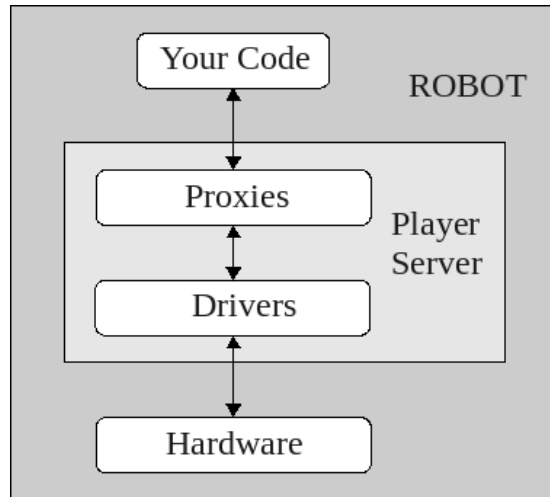 Your Code
ROBOT
Proxies
Player
Server
Drivers
Hardware